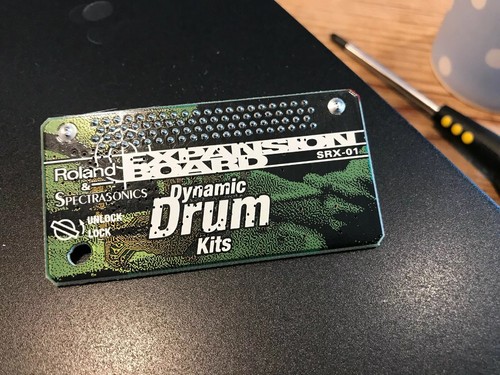 EXPANSION
BOARD
SRX-01
Roland
&
SPECTRASONICS
Dynamic
Drum
Kits
UNLOCK
LOCK